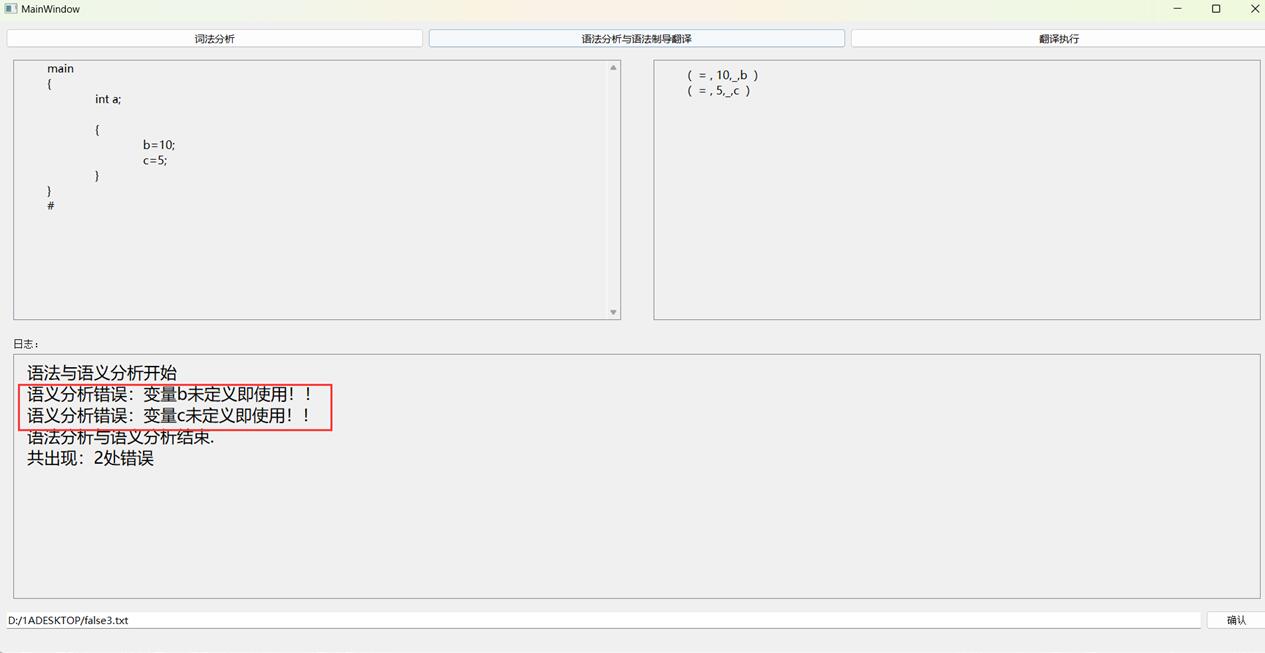 MainWindow
词法分析
语法分析与语法制导翻译
翻译执行
main
{
int a;
{
b=10;
c=5;
}
}
#
( = , 10,_,b )
( = , 5,_,c )
日志：
语法与语义分析开始
语义分析错误：变量b未定义即使用！！
语义分析错误：变量c未定义即使用！！
语法分析与语义分析结束.
共出现：2处错误
D:/1ADESKTOP/false3.txt
确认